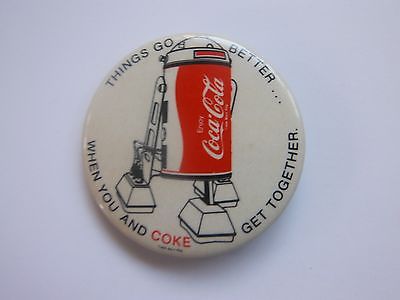 THINGS GO BETTER ...
WHEN YOU AND COKE GET TOGETHER.
Enjoy
Coca-Cola